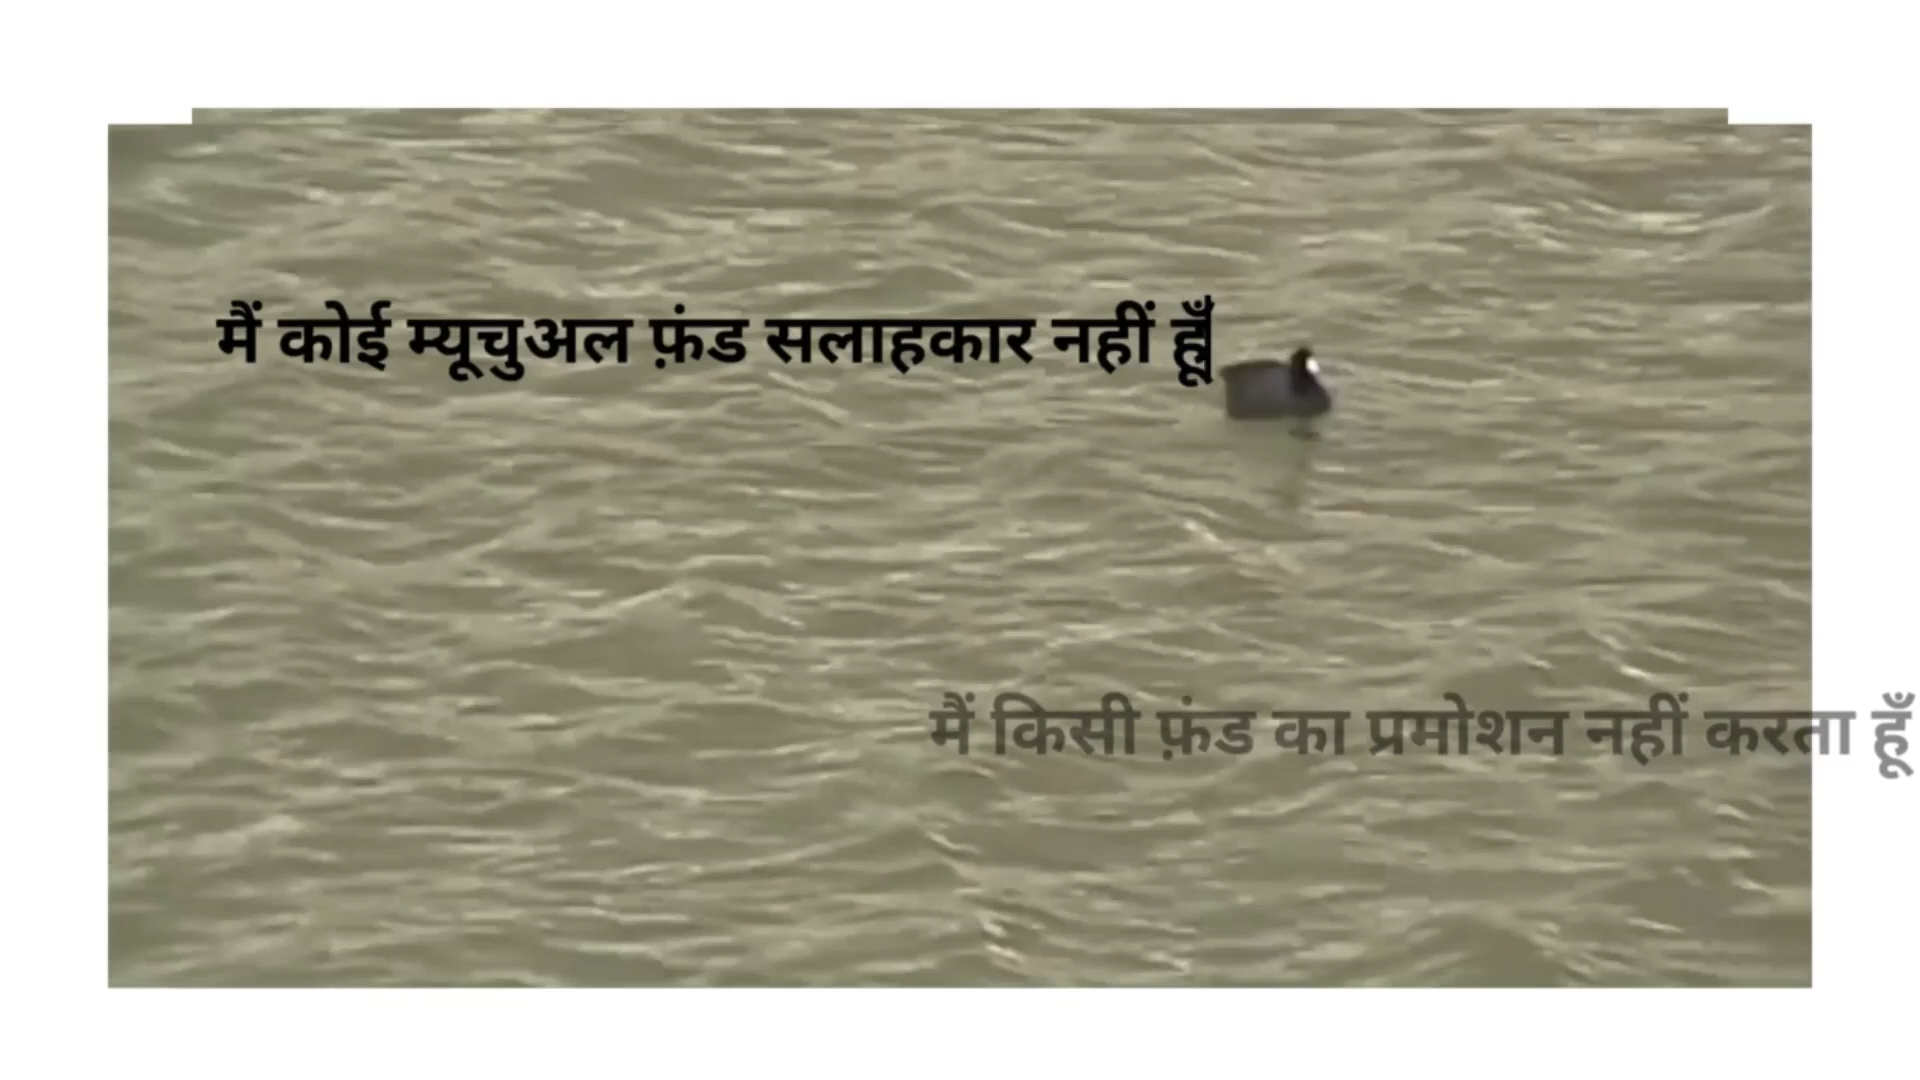 मैं कोई म्यूचुअल फ़ंड सलाहकार नहीं हूँ
मैं किसी फ़ंड का प्रमोशन नहीं करता हूँ